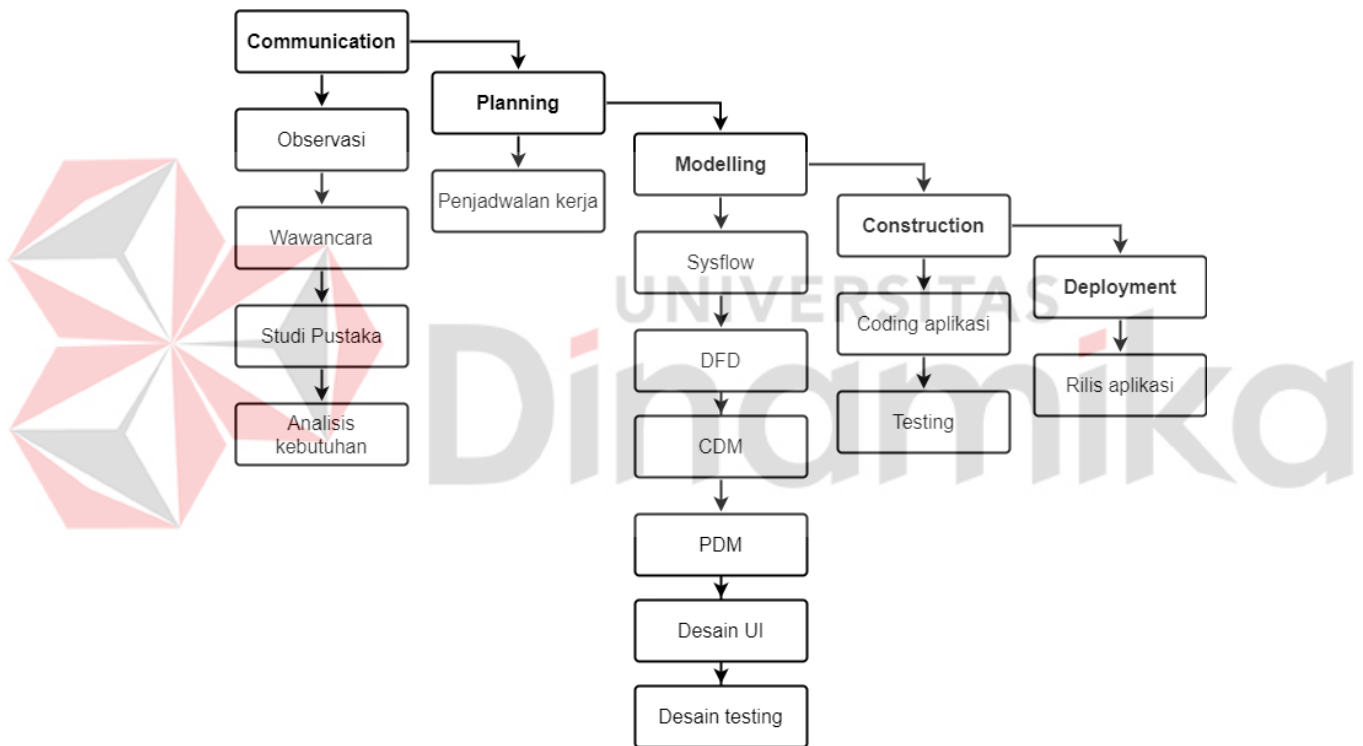 Communication
Observasi
Wawancara
Studi Pustaka
Analisis
kebutuhan
Planning
Penjadwalan kerja
Modelling
Sysflow
DFD
CDM
PDM
Desain UI
Desain testing
Construction
Coding aplikasi
Testing
Deployment
Rilis aplikasi
UNIVERSITAS
Dinamika